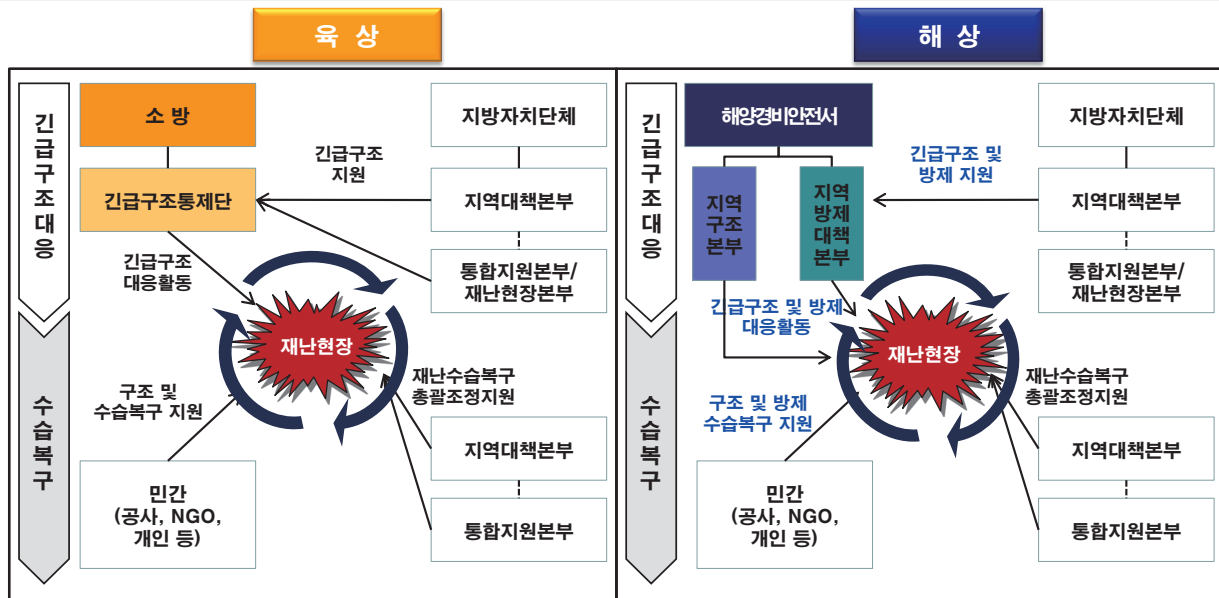 육 상
긴급구조대응
수습복구
소 방
긴급구조통제단
지방자치단체
긴급구조
지원
지역대책본부
통합지원본부/
재난현장본부
긴급구조
대응활동
재난현장
구조 및
수습복구 지원
재난수습복구
총괄조정지원
민간
(공사, NGO,
개인 등)
지역대책본부
통합지원본부
해 상
긴급구조대응
수습복구
해양경비안전서
지역
구조
본부
지역
방제
대책
본부
지방자치단체
긴급구조 및
방제 지원
지역대책본부
통합지원본부/
재난현장본부
긴급구조 및 방제
대응활동
재난현장
구조 및 방제
수습복구 지원
재난수습복구
총괄조정지원
민간
(공사, NGO,
개인 등)
지역대책본부
통합지원본부